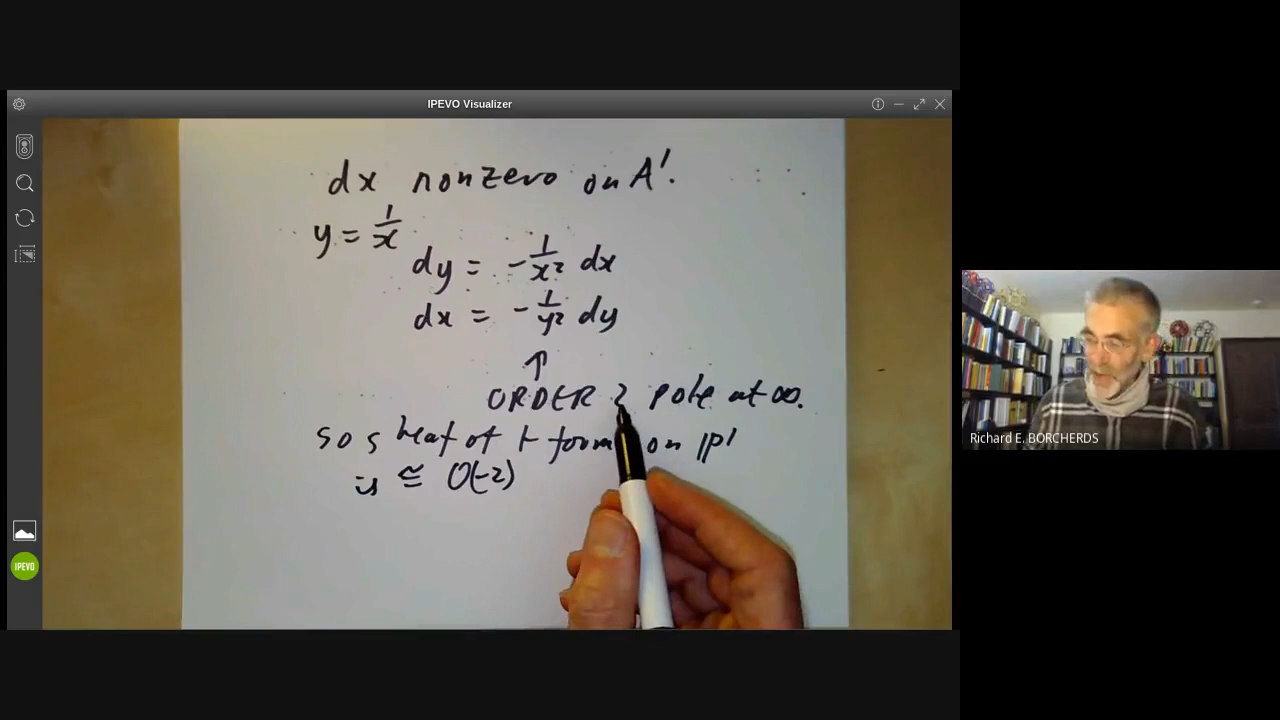 IPEVO Visualizer
dx nonzero on A¹.
y = 1/x
dy = -1/x² dx
dx = -1/y² dy
↑
ORDER 2 pole at ∞.
so sheaf of 1-forms on P¹
is ≅ O(-2)
IPEVO
Richard E. BORCHERDS